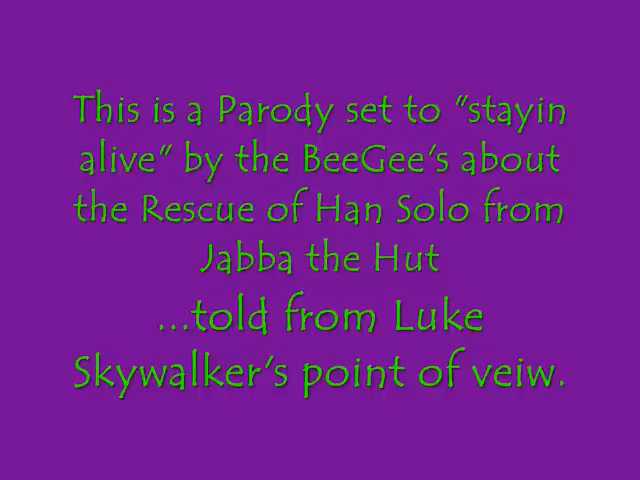 This is a Parody set to "stayin
alive" by the BeeGee's about
the Rescue of Han Solo from
Jabba the Hut
...told from Luke
Skywalker's point of veiw.